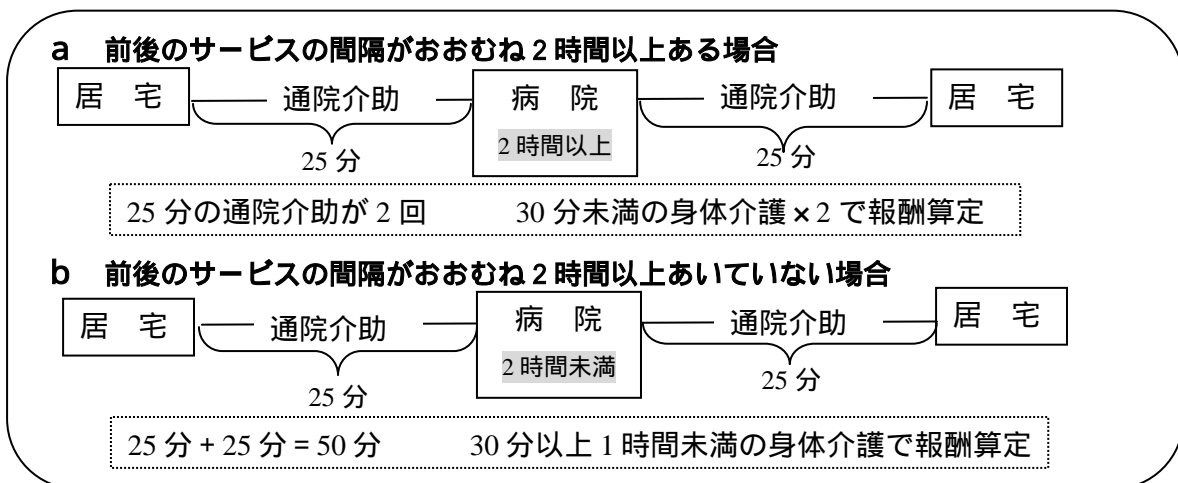 a 前後のサービスの間隔がおおむね2時間以上ある場合
居 宅 通院介助 病 院 通院介助 居 宅
2時間以上
25分 25分
25分の通院介助が2回 30分未満の身体介護×2で報酬算定
b 前後のサービスの間隔がおおむね2時間以上あいていない場合
居 宅 通院介助 病 院 通院介助 居 宅
2時間未満
25分 25分
25分+25分=50分 30分以上1時間未満の身体介護で報酬算定